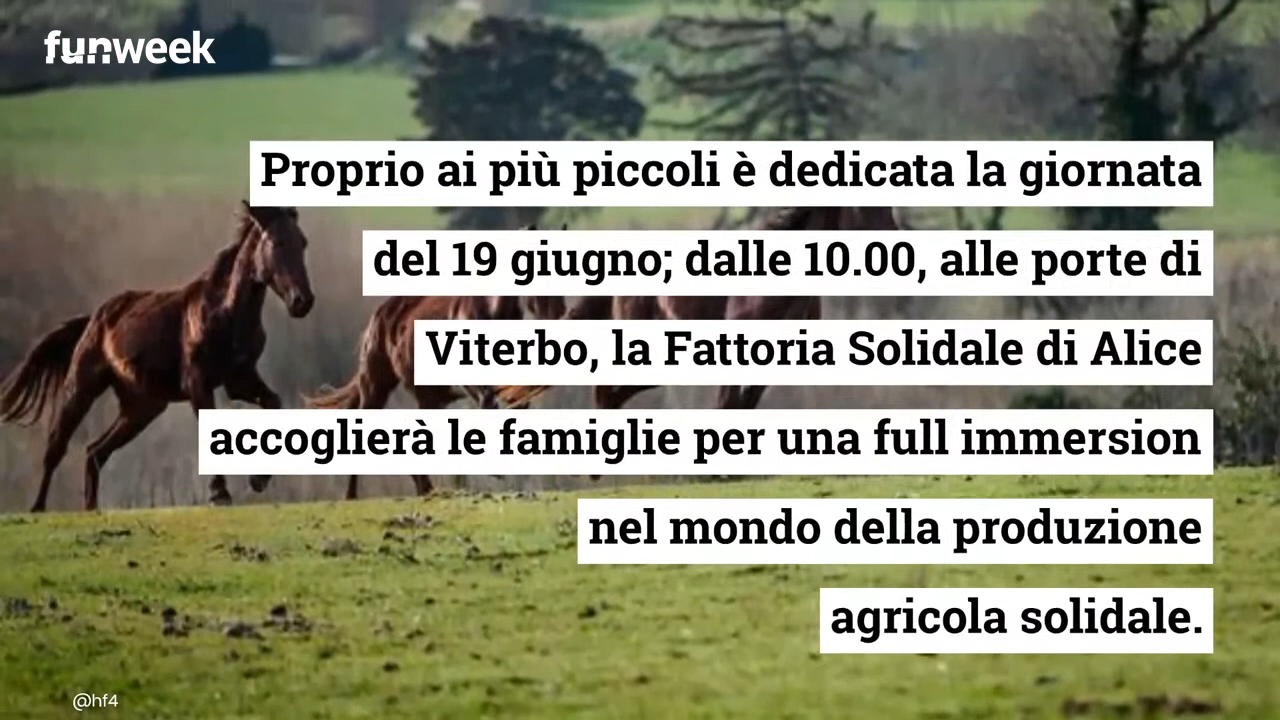 funweek
Proprio ai più piccoli è dedicata la giornata
del 19 giugno; dalle 10.00, alle porte di
Viterbo, la Fattoria Solidale di Alice
accoglierà le famiglie per una full immersion
nel mondo della produzione
agricola solidale.
@hf4